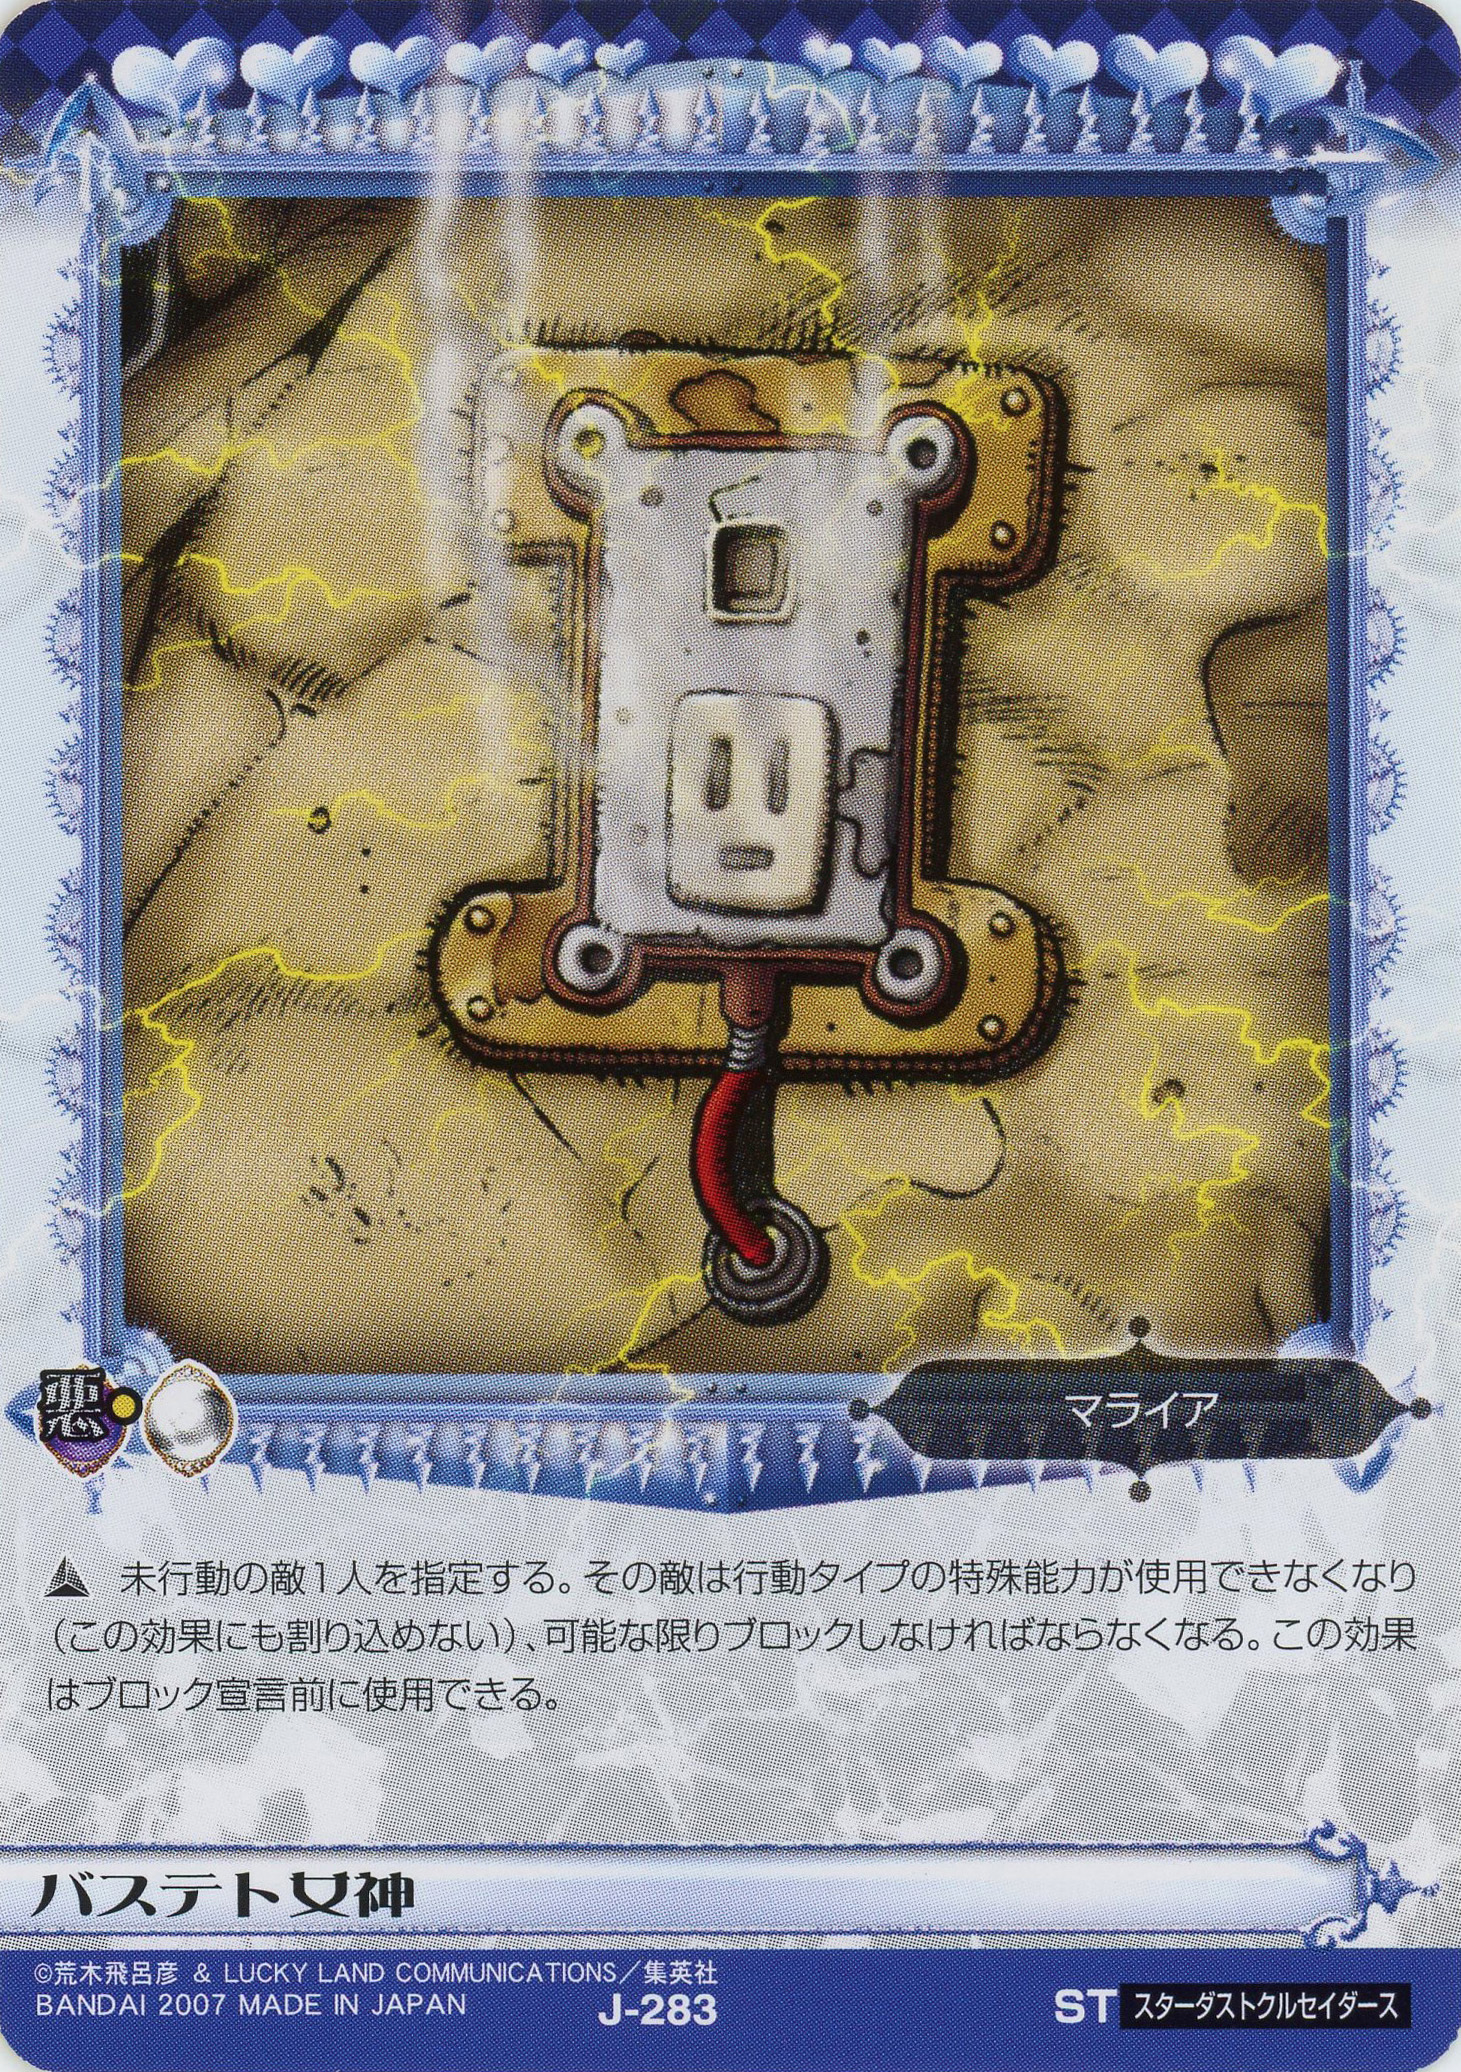 悪
マライア
未行動の敵1人を指定する。その敵は行動タイプの特殊能力が使用できなくなり
（この効果にも割り込めない）、可能な限りブロックしなければならなくなる。この効果
はブロック宣言前に使用できる。
バステト女神
©荒木飛呂彦 & LUCKY LAND COMMUNICATIONS／集英社
BANDAI 2007 MADE IN JAPAN
J-283
ST スターダストクルセイダース